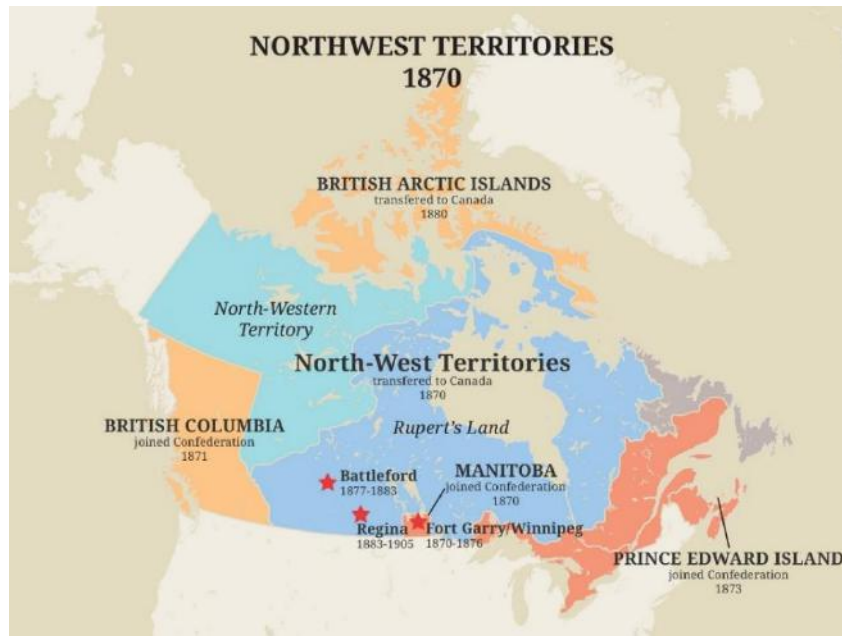 NORTHWEST TERRITORIES
1870
BRITISH ARCTIC ISLANDS
transfered to Canada
1880
North-Western
Territory
North-West Territories
transfered to Canada
1870
BRITISH COLUMBIA
joined Confederation
1871
Rupert's Land
Battleford
1877-1883
MANITOBA
joined Confederation
1870
Regina
1883-1905
Fort Garry/Winnipeg
1870-1876
PRINCE EDWARD ISLAND
joined Confederation
1873